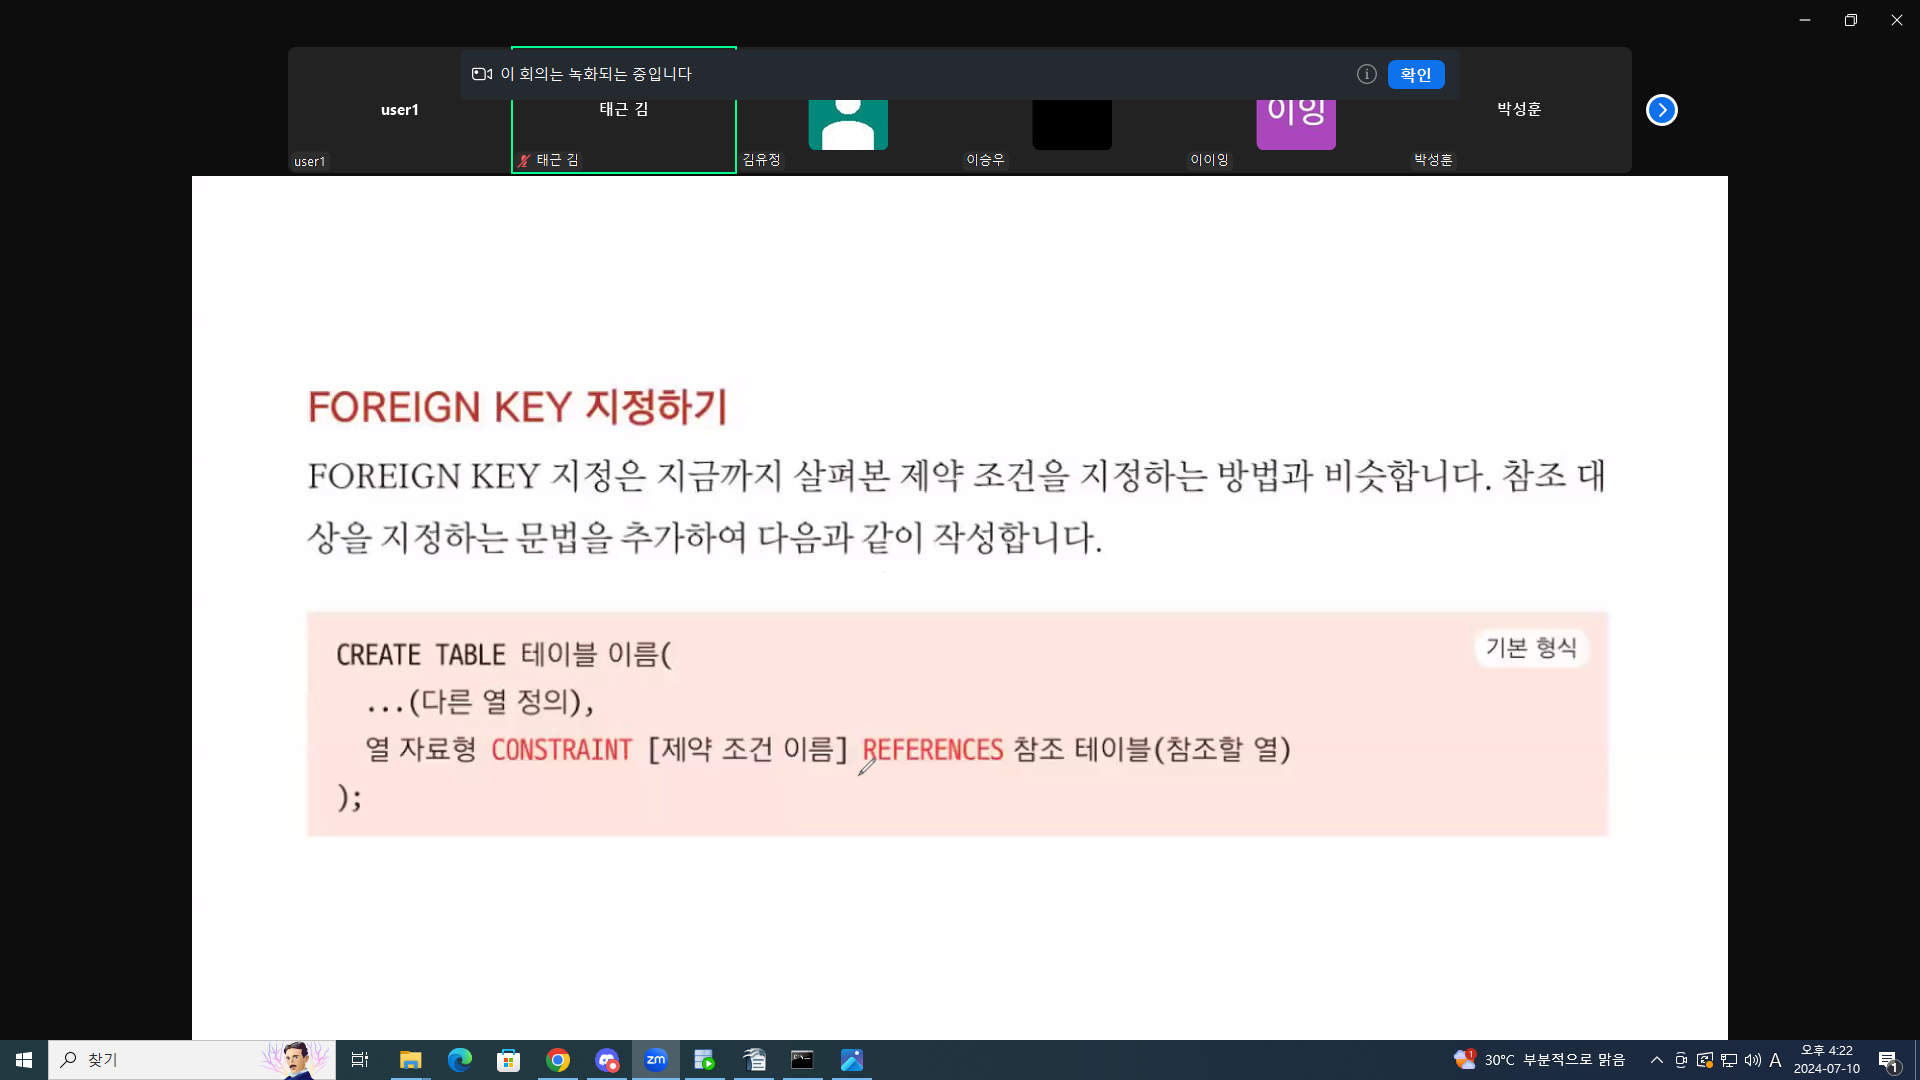 이 회의는 녹화되는 중입니다
확인
user1
태근 김
이잉
박성훈
user1
태근 김
김유정
이승우
이이잉
박성훈
FOREIGN KEY 지정하기
FOREIGN KEY 지정은 지금까지 살펴본 제약 조건을 지정하는 방법과 비슷합니다. 참조 대
상을 지정하는 문법을 추가하여 다음과 같이 작성합니다.
기본 형식
CREATE TABLE 테이블 이름(
...(다른 열 정의),
열 자료형 CONSTRAINT [제약 조건 이름] REFERENCES 참조 테이블(참조할 열)
);
찾기
zm
1
30°C 부분적으로 맑음
A
오후 4:22
2024-07-10
1